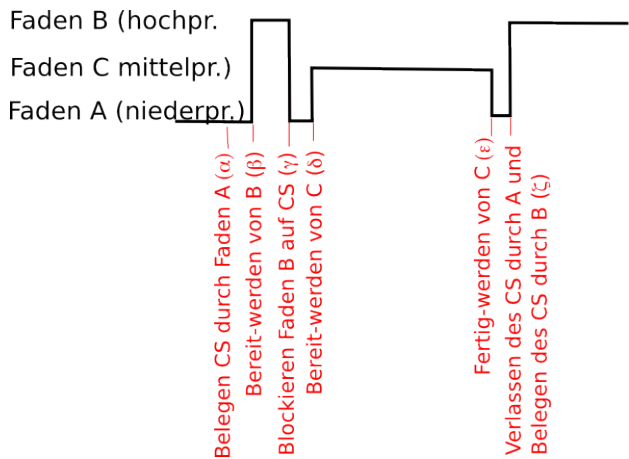 Faden B (hochpr.
Faden C mittelpr.)
Faden A (niederpr.)
Belegen CS durch Faden A (α)
Bereit-werden von B (β)
Blockieren Faden B auf CS (γ)
Bereit-werden von C (δ)
Fertig-werden von C (ε)
Verlassen des CS durch A und
Belegen des CS durch B (ζ)